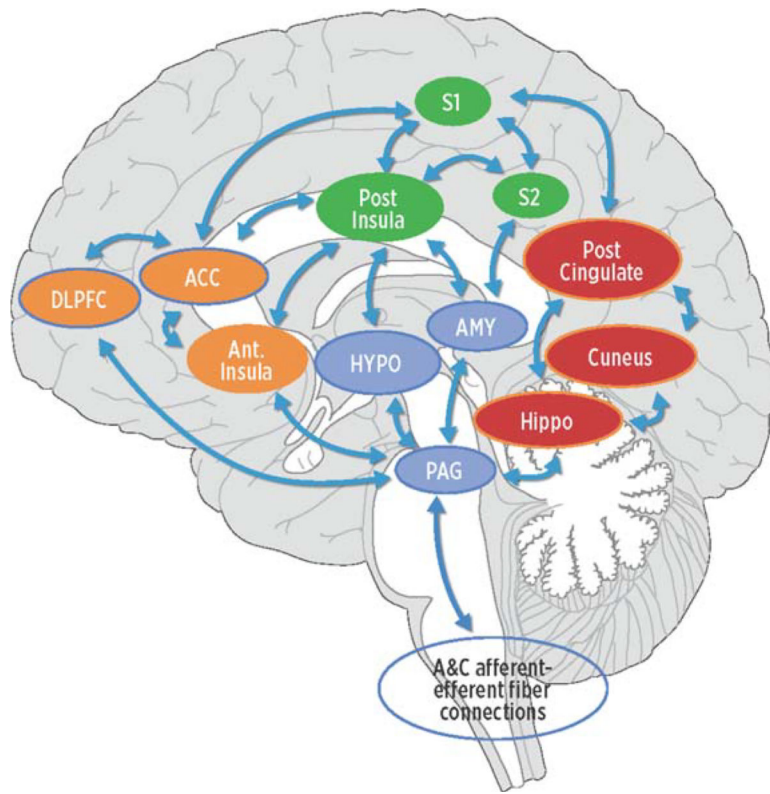 S1
Post
Insula
S2
Post
Cingulate
ACC
DLPFC
AMY
Ant.
Insula
HYPO
Cuneus
Hippo
PAG
A&C afferent-
efferent fiber
connections